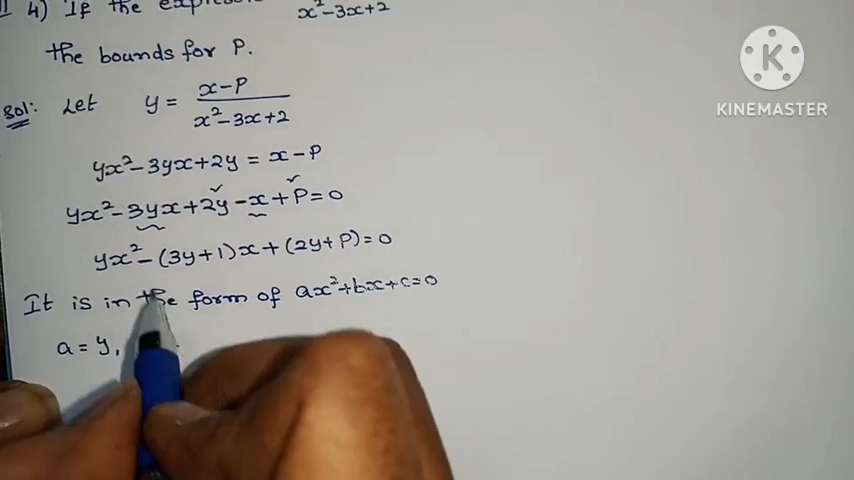 4) If the
x²-3x+2
the bounds for P.
Sol: Let y = x-P / x²-3x+2
yx²-3yx+2y = x-P
yx²-3yx+2y-x+P=0
yx²-(3y+1)x+(2y+P)=0
It is in the form of ax²+bx+c=0
a=y,
KINEMASTER